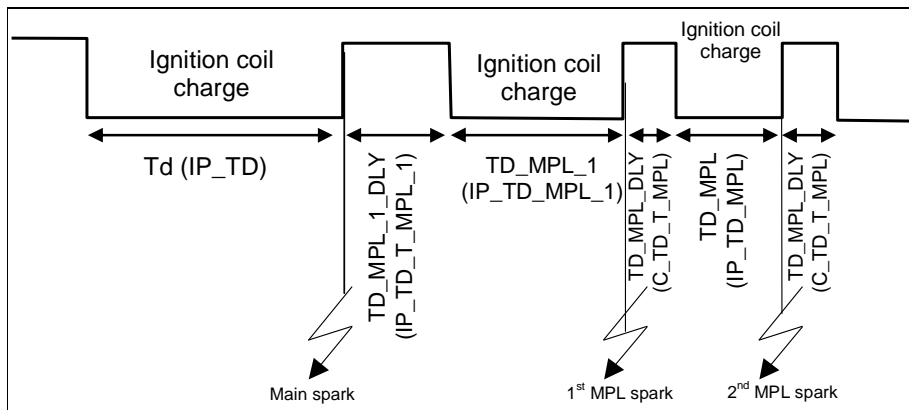 Ignition coil
charge
Ignition coil
charge
Ignition coil
charge
Td (IP_TD)
TD_MPL_1_DLY
(IP_TD_T_MPL_1)
TD_MPL_1
(IP_TD_MPL_1)
TD_MPL_DLY
(C_TD_T_MPL)
TD_MPL
(IP_TD_MPL)
TD_MPL_DLY
(C_TD_T_MPL)
Main spark
1st MPL spark
2nd MPL spark